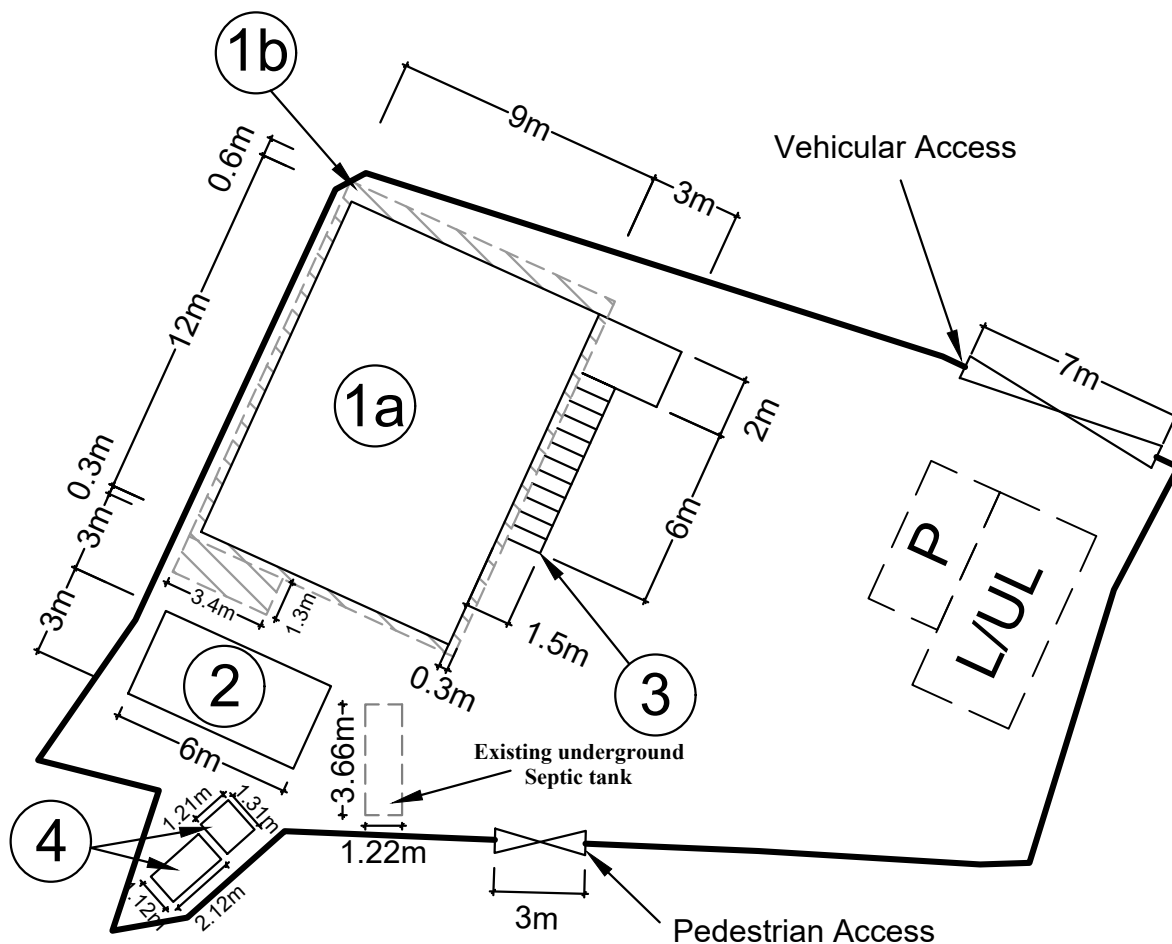 1b
9m
0.6m
3m
Vehicular Access
12m
7m
1a
2m
0.3m
6m
P
3m
L/UL
3.4m
1.3m
3m
1.5m
2
0.3m
3
6m
3.66m
Existing underground
Septic tank
1.21m
1.31m
4
1.22m
1.12m
2.12m
3m
Pedestrian Access